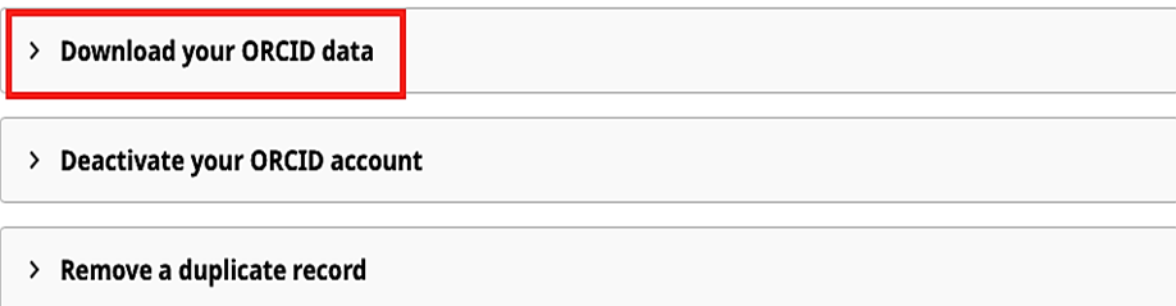 Download your ORCID data
Deactivate your ORCID account
Remove a duplicate record